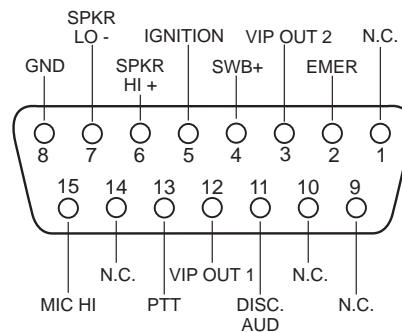 SPKR
LO -
IGNITION
VIP OUT 2
N.C.
GND
SPKR
HI +
SWB+
EMER
8
7
6
5
4
3
2
1
15
14
13
12
11
10
9
N.C.
VIP OUT 1
N.C.
MIC HI
PTT
DISC.
AUD
N.C.